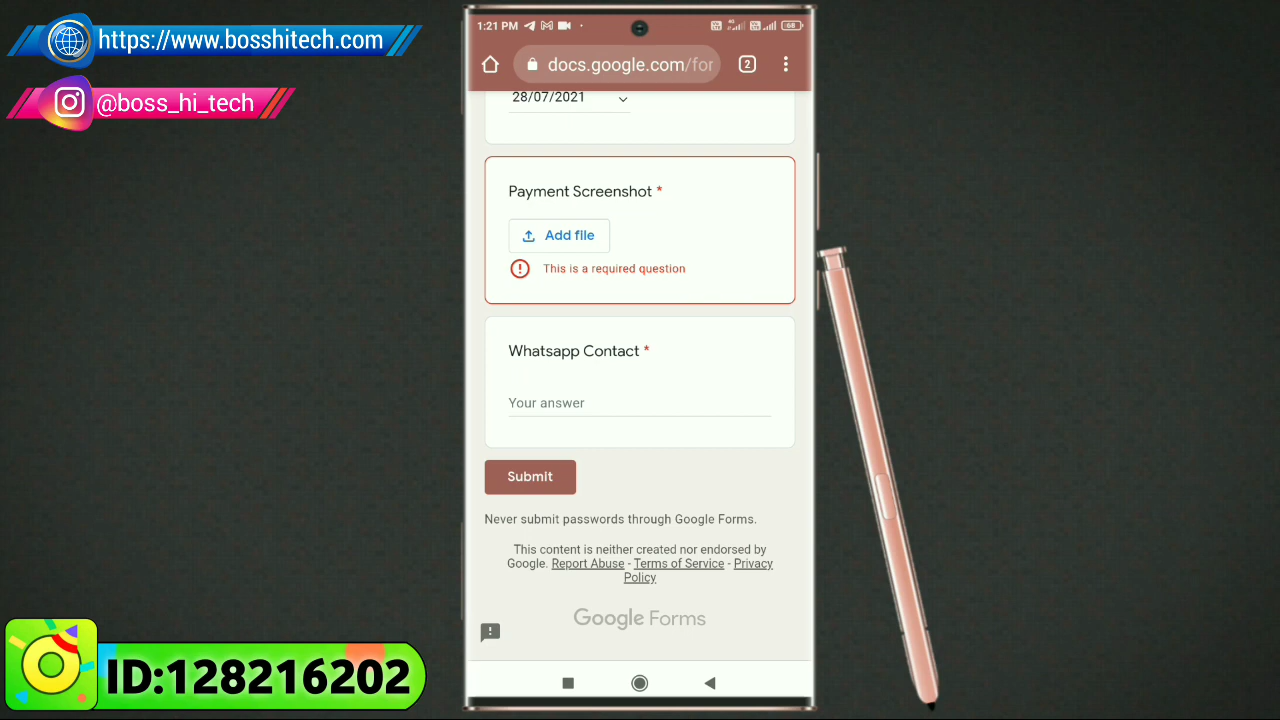 https://www.bosshitech.com
@boss_hi_tech
1:21 PM
4G
68
docs.google.com/for
2
28/07/2021
Payment Screenshot *
Add file
This is a required question
Whatsapp Contact *
Your answer
Submit
Never submit passwords through Google Forms.
This content is neither created nor endorsed by
Google. Report Abuse - Terms of Service - Privacy
Policy
Google Forms
ID:128216202